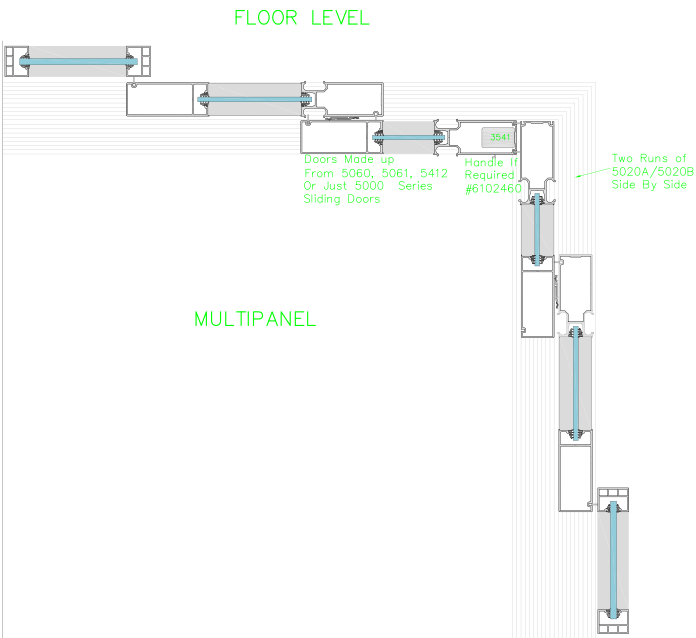 FLOOR LEVEL
3541
Doors Made up
From 5060, 5061, 5412
Or Just 5000 Series
Sliding Doors
Handle If
Required
#6102460
Two Runs of
5020A/5020B
Side By Side
MULTIPANEL